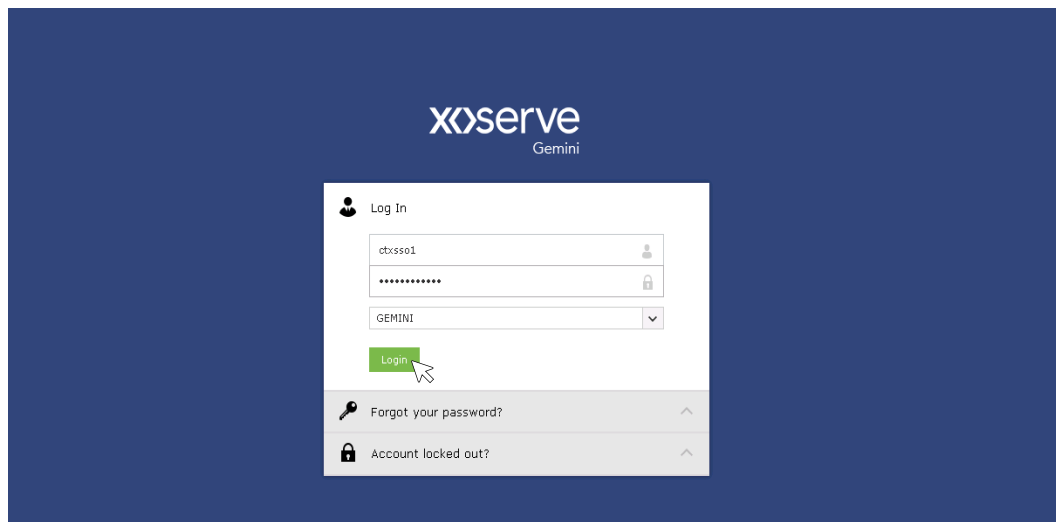 xoserve
Gemini
Log In
ctxsso1
••••••••••••
GEMINI
Login
Forgot your password?
Account locked out?